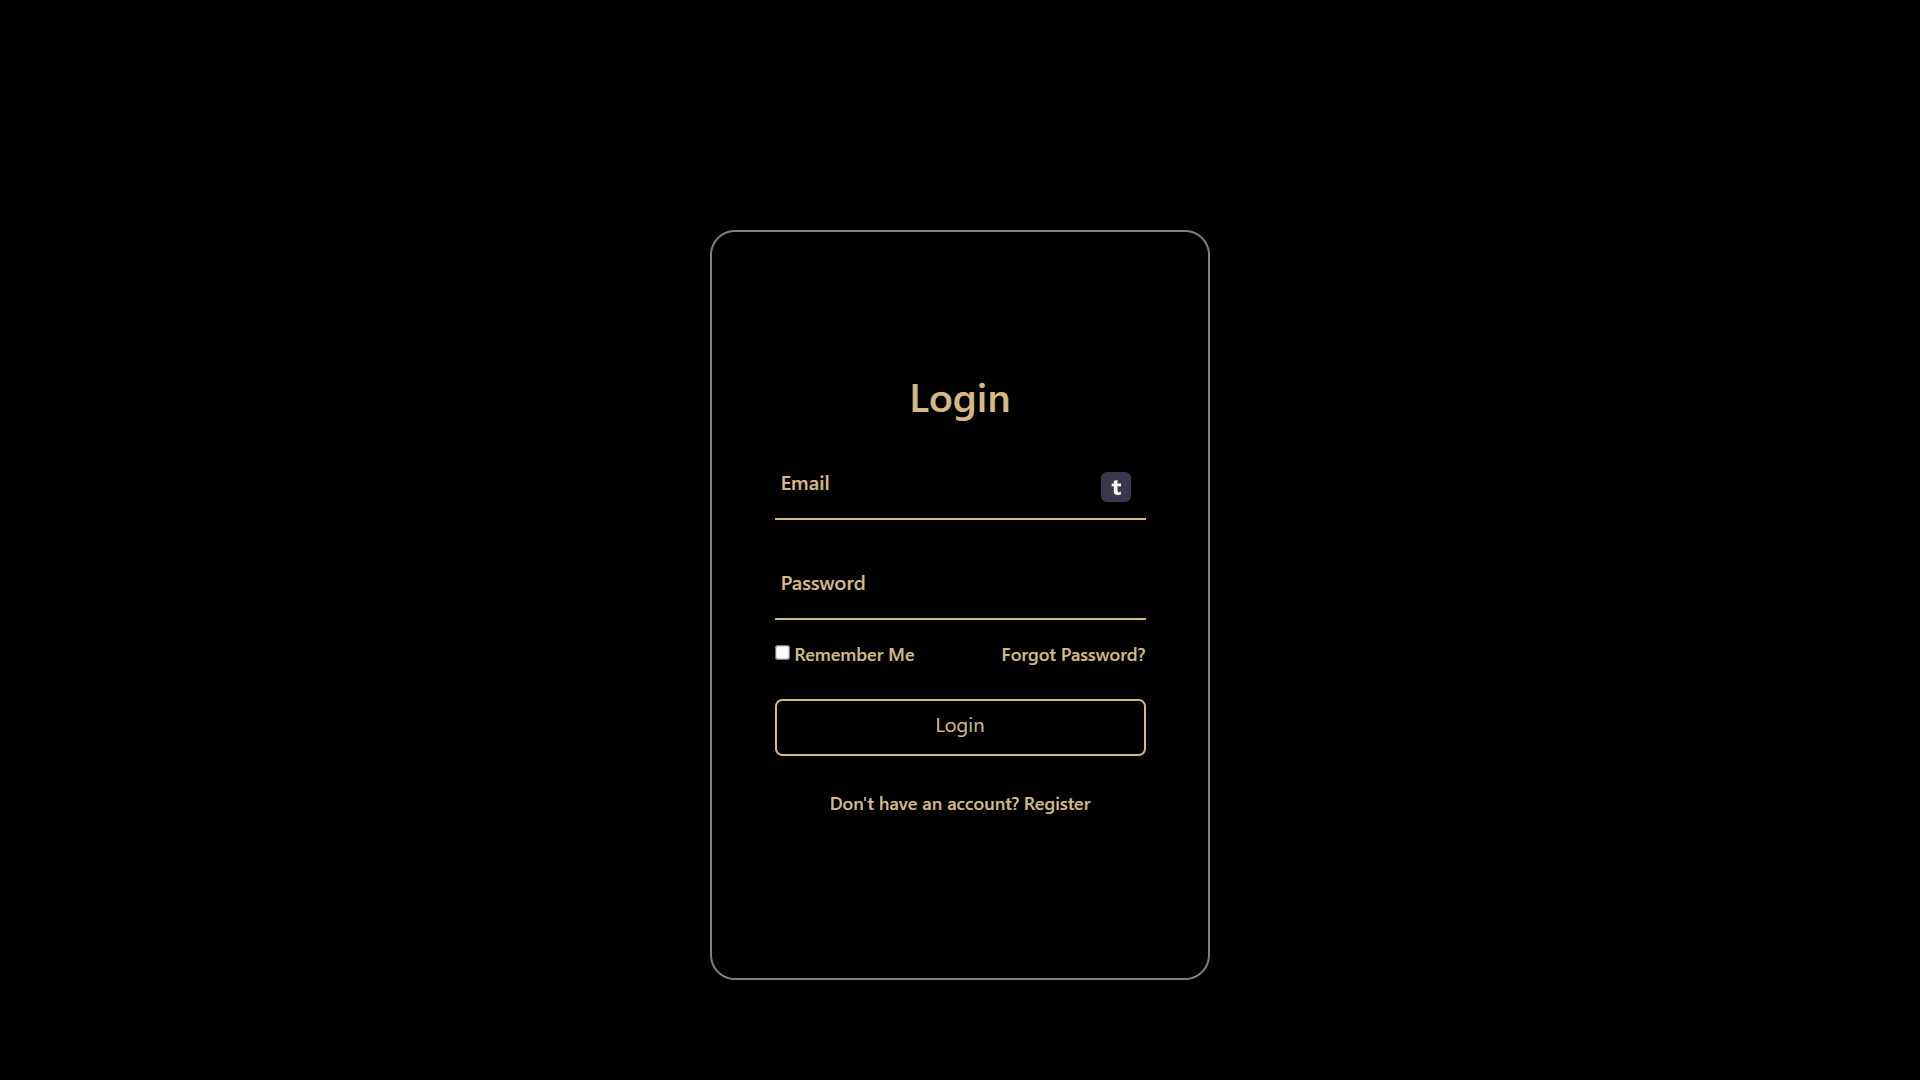 Login
Email
t
Password
Remember Me
Forgot Password?
Login
Don't have an account? Register